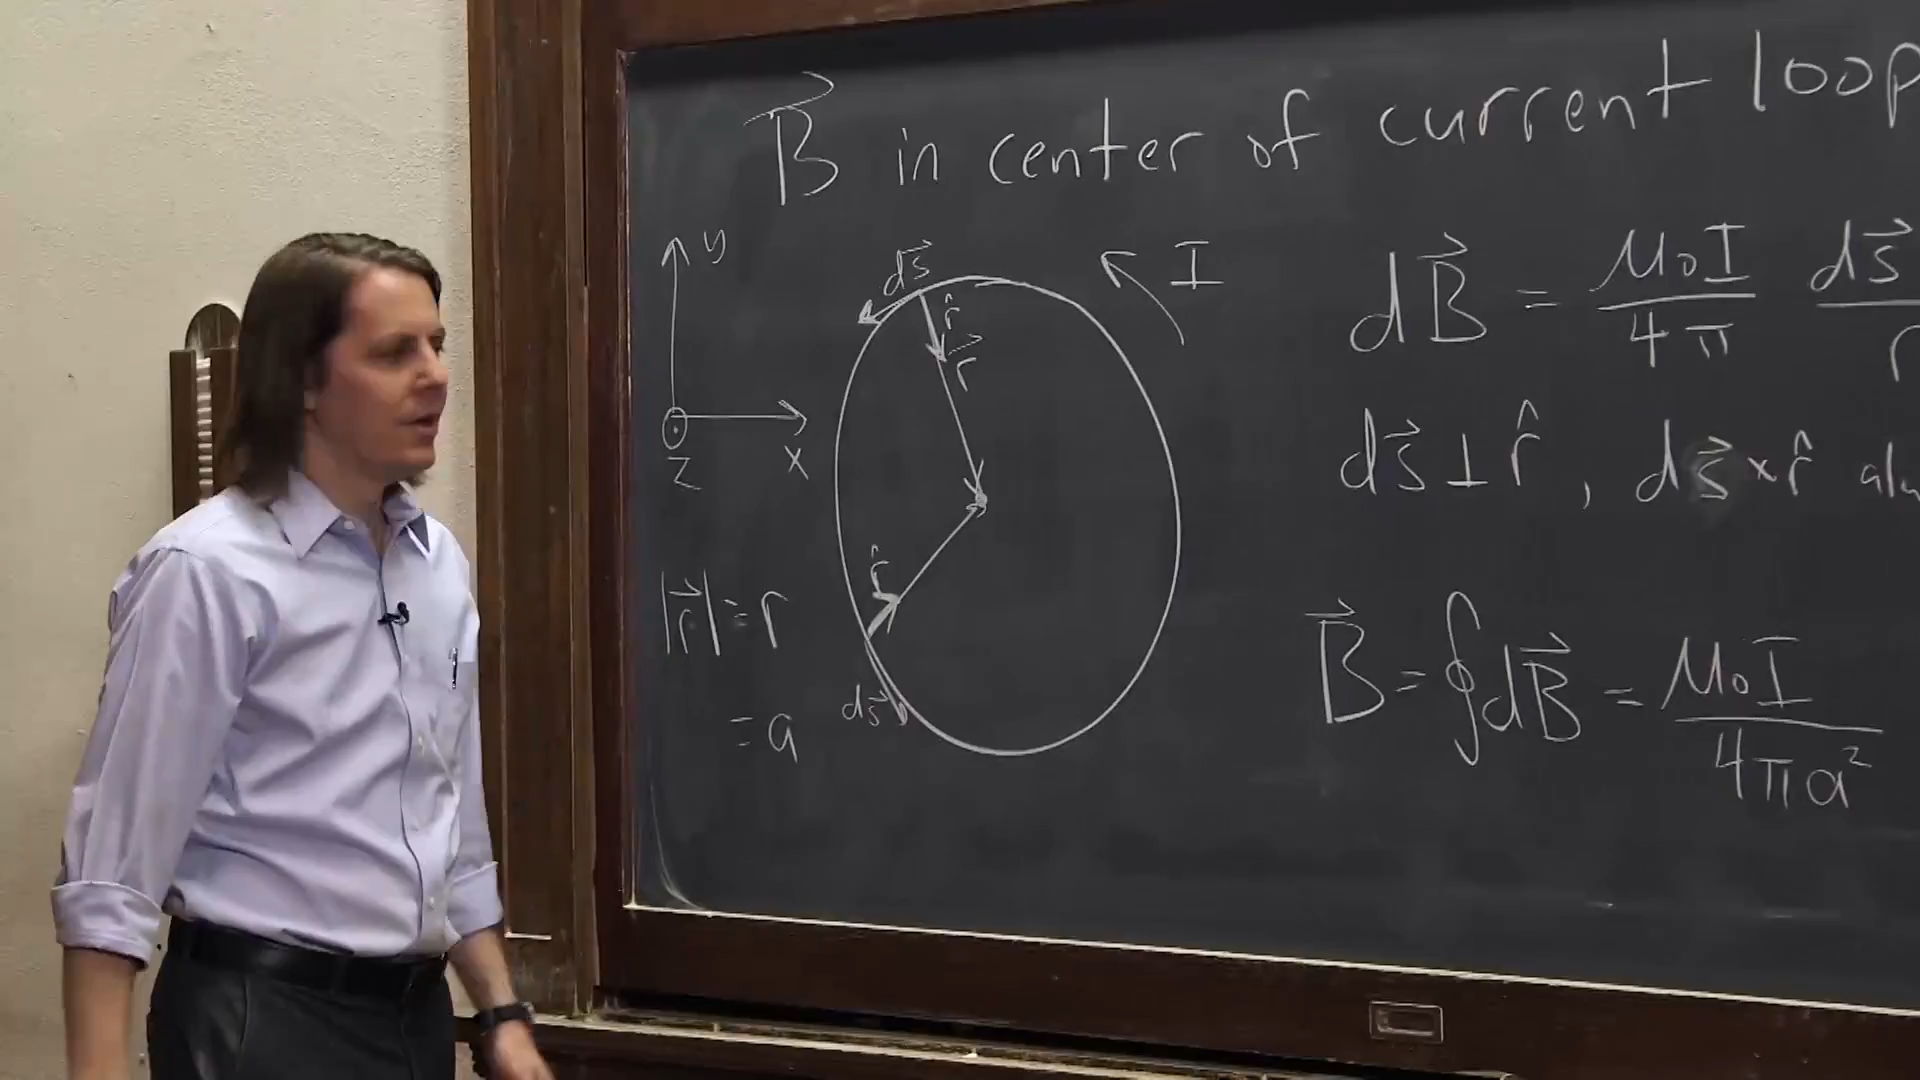 B⃗ in center of current loop
y
x
z
ds⃗
r̂
r⃗
I
r̂
ds⃗
|r⃗| = r
= a
dB⃗ = μ₀I / 4π ds⃗ / r
ds⃗ ⊥ r̂ , ds⃗ × r̂
B⃗ = ∮dB⃗ = μ₀I / 4πa²